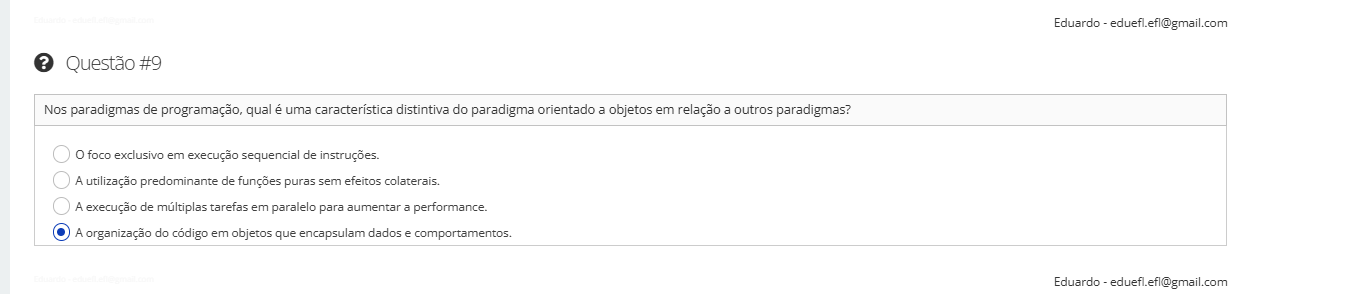 Eduardo - eduefl.efl@gmail.com
Questão #9
Nos paradigmas de programação, qual é uma característica distintiva do paradigma orientado a objetos em relação a outros paradigmas?
O foco exclusivo em execução sequencial de instruções.
A utilização predominante de funções puras sem efeitos colaterais.
A execução de múltiplas tarefas em paralelo para aumentar a performance.
A organização do código em objetos que encapsulam dados e comportamentos.
Eduardo - eduefl.efl@gmail.com